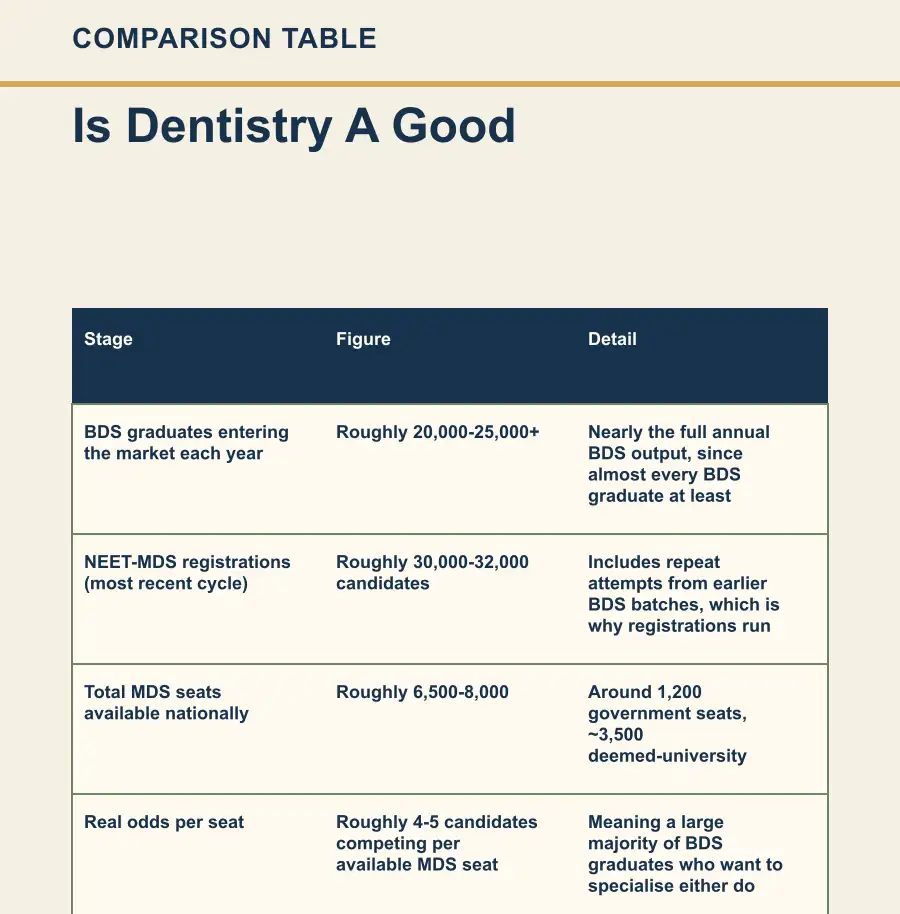 COMPARISON TABLE
Is Dentistry A Good
Stage
Figure
Detail
BDS graduates entering
the market each year
Roughly 20,000-25,000+
Nearly the full annual
BDS output, since
almost every BDS
graduate at least
NEET-MDS registrations
(most recent cycle)
Roughly 30,000-32,000
candidates
Includes repeat
attempts from earlier
BDS batches, which is
why registrations run
Total MDS seats
available nationally
Roughly 6,500-8,000
Around 1,200
government seats,
~3,500
deemed-university
Real odds per seat
Roughly 4-5 candidates
competing per
available MDS seat
Meaning a large
majority of BDS
graduates who want to
specialise either do